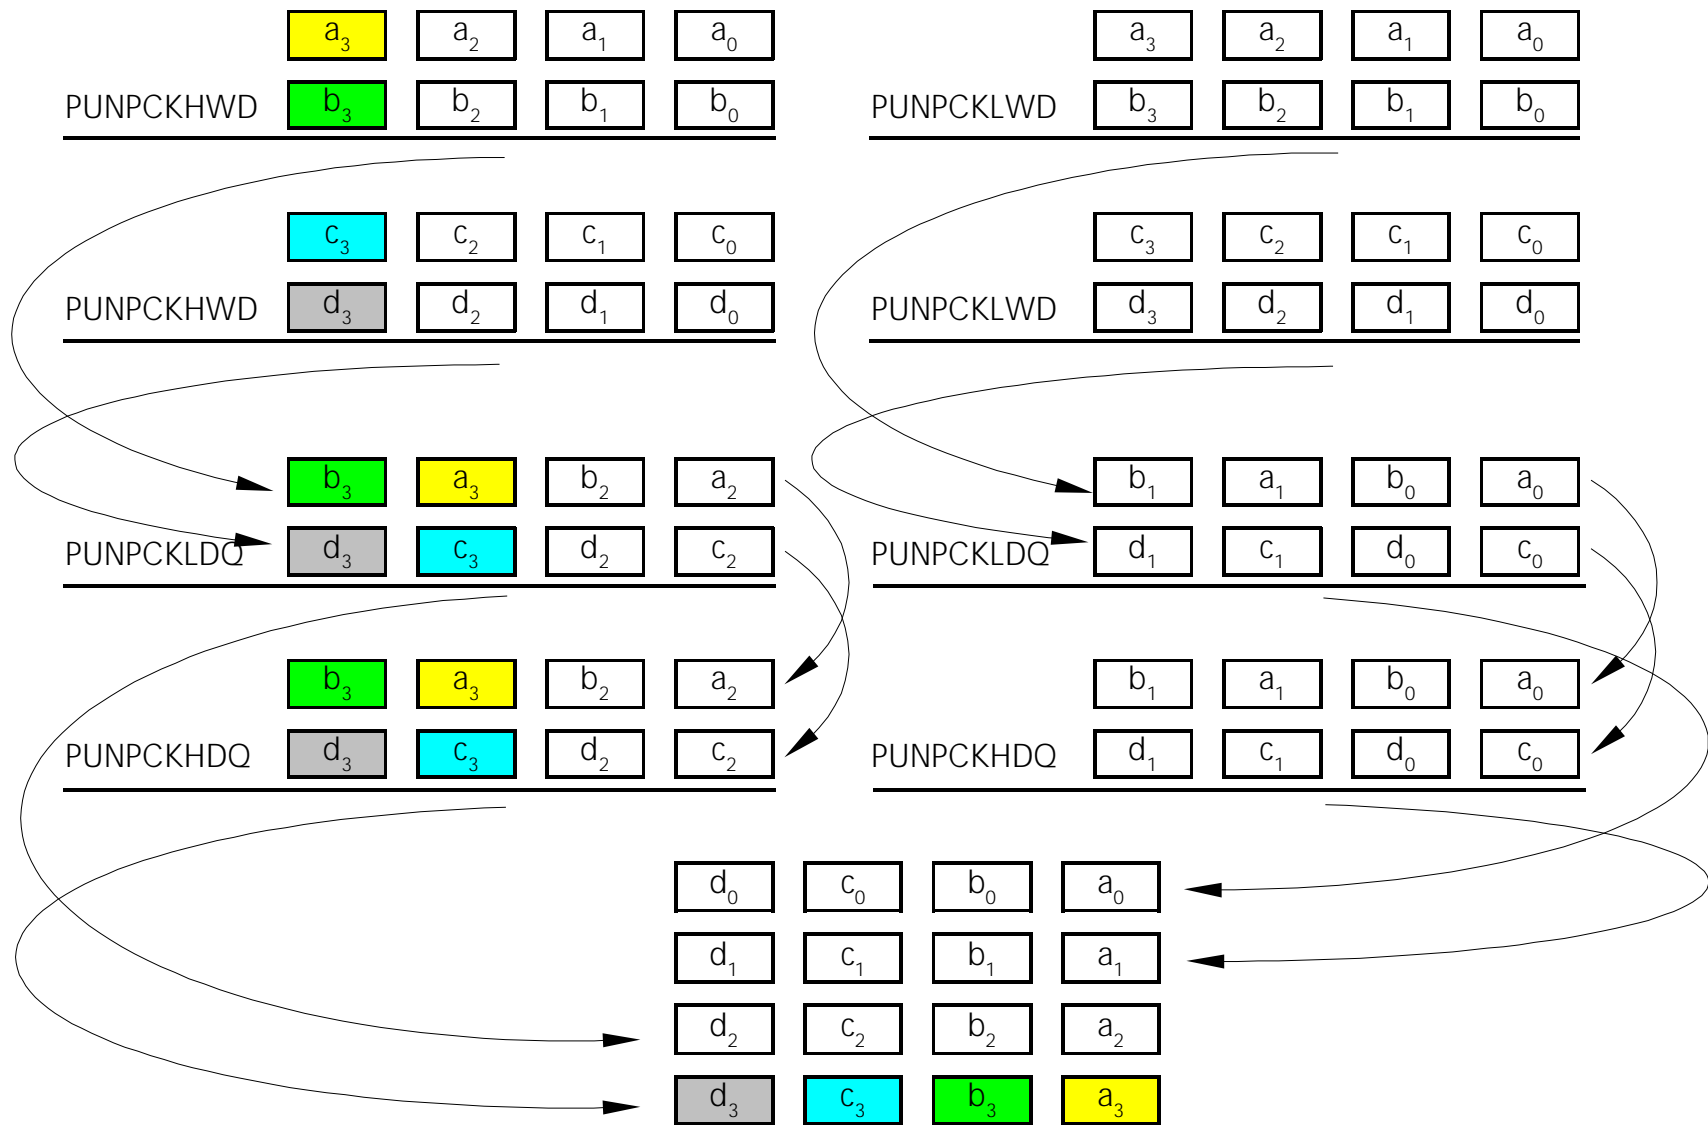 a3 a2 a1 a0
PUNPCKHWD b3 b2 b1 b0
c3 c2 c1 c0
PUNPCKHWD d3 d2 d1 d0
b3 a3 b2 a2
PUNPCKLDQ d3 c3 d2 c2
b3 a3 b2 a2
PUNPCKHDQ d3 c3 d2 c2
a3 a2 a1 a0
PUNPCKLWD b3 b2 b1 b0
c3 c2 c1 c0
PUNPCKLWD d3 d2 d1 d0
b1 a1 b0 a0
PUNPCKLDQ d1 c1 d0 c0
b1 a1 b0 a0
PUNPCKHDQ d1 c1 d0 c0
d0 c0 b0 a0
d1 c1 b1 a1
d2 c2 b2 a2
d3 c3 b3 a3